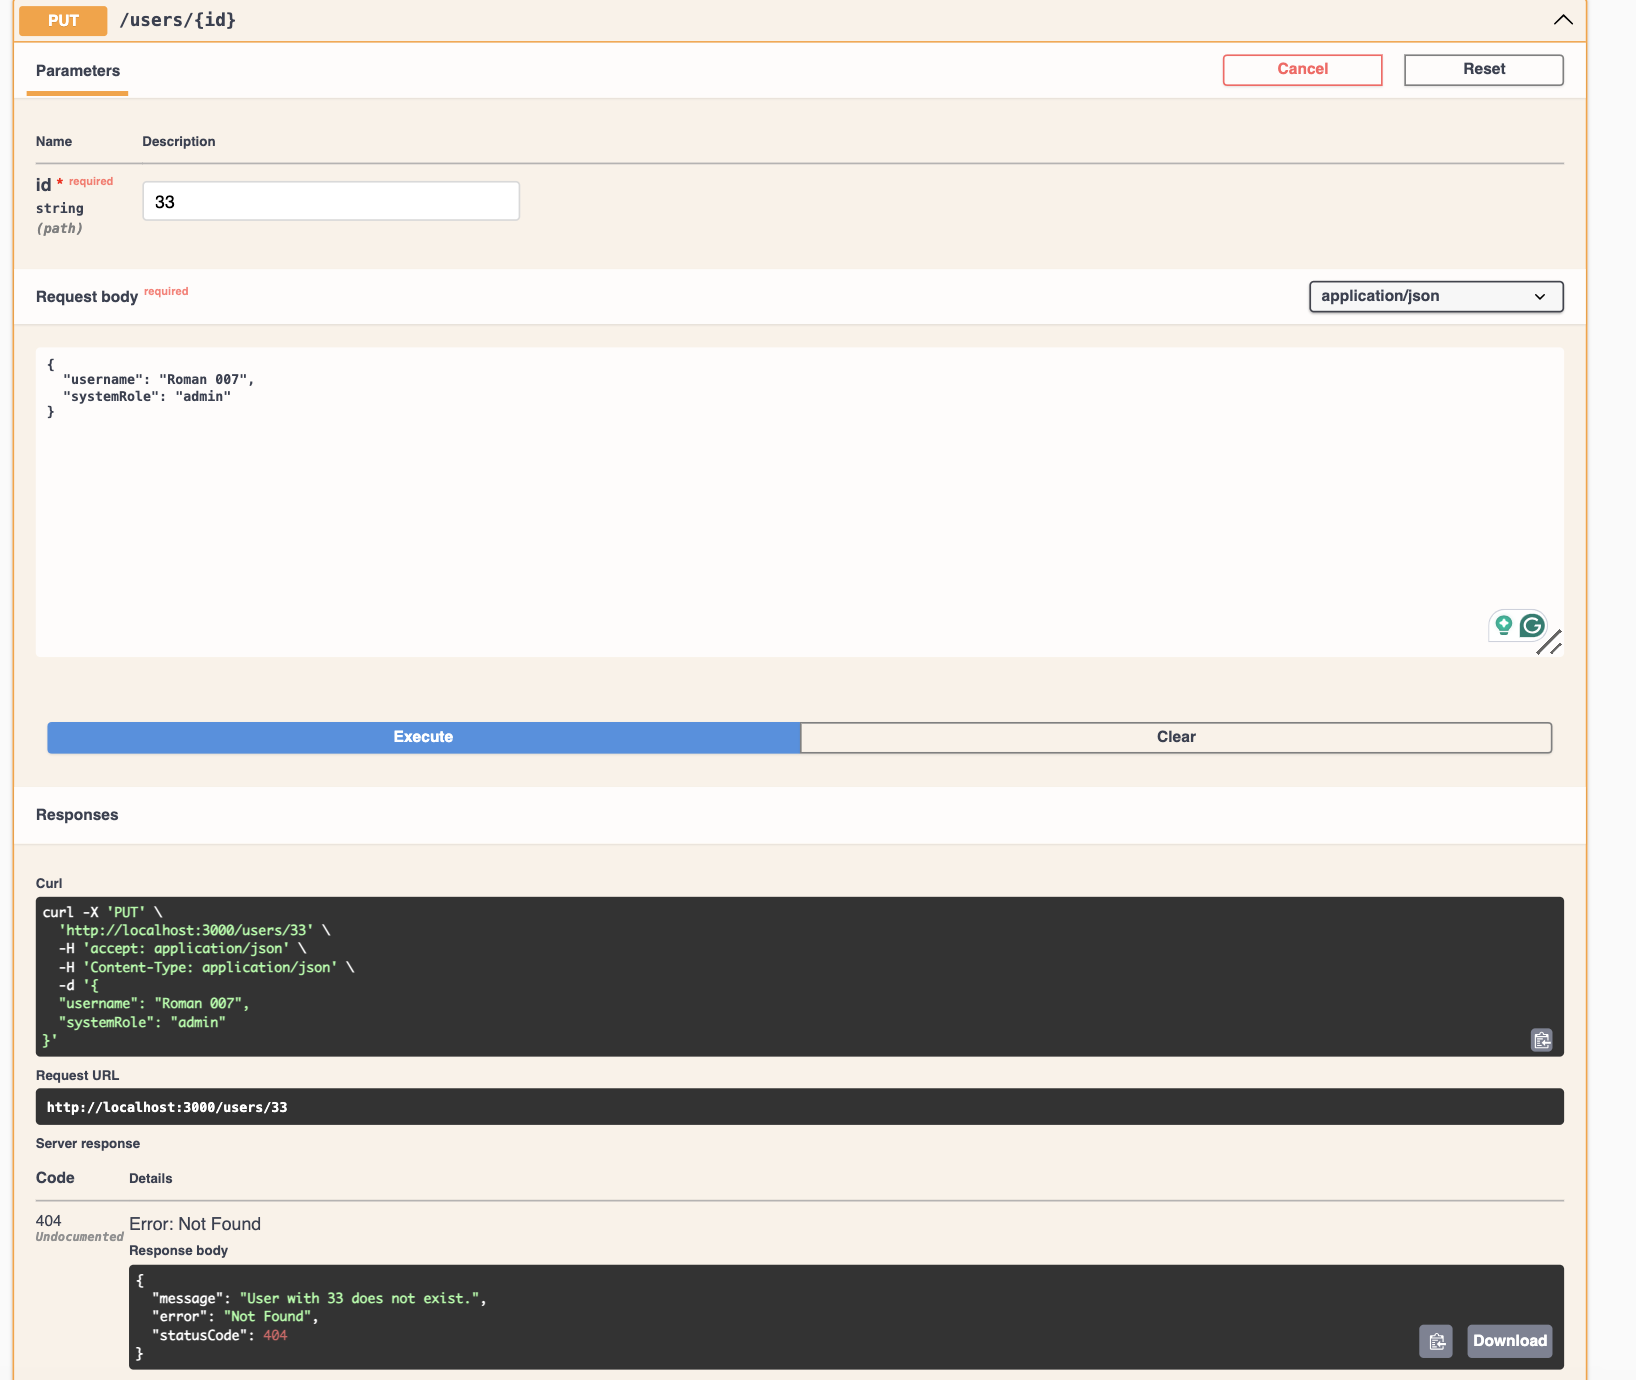 PUT /users/{id}
Parameters
Cancel
Reset
Name Description
id * required
string
(path)
33
Request body required
application/json
{
  "username": "Roman 007",
  "systemRole": "admin"
}
Execute
Clear
Responses
Curl
curl -X 'PUT' \
  'http://localhost:3000/users/33' \
  -H 'accept: application/json' \
  -H 'Content-Type: application/json' \
  -d '{
  "username": "Roman 007",
  "systemRole": "admin"
}'
Request URL
http://localhost:3000/users/33
Server response
Code Details
404
Undocumented
Error: Not Found
Response body
{
  "message": "User with 33 does not exist.",
  "error": "Not Found",
  "statusCode": 404
}
Download